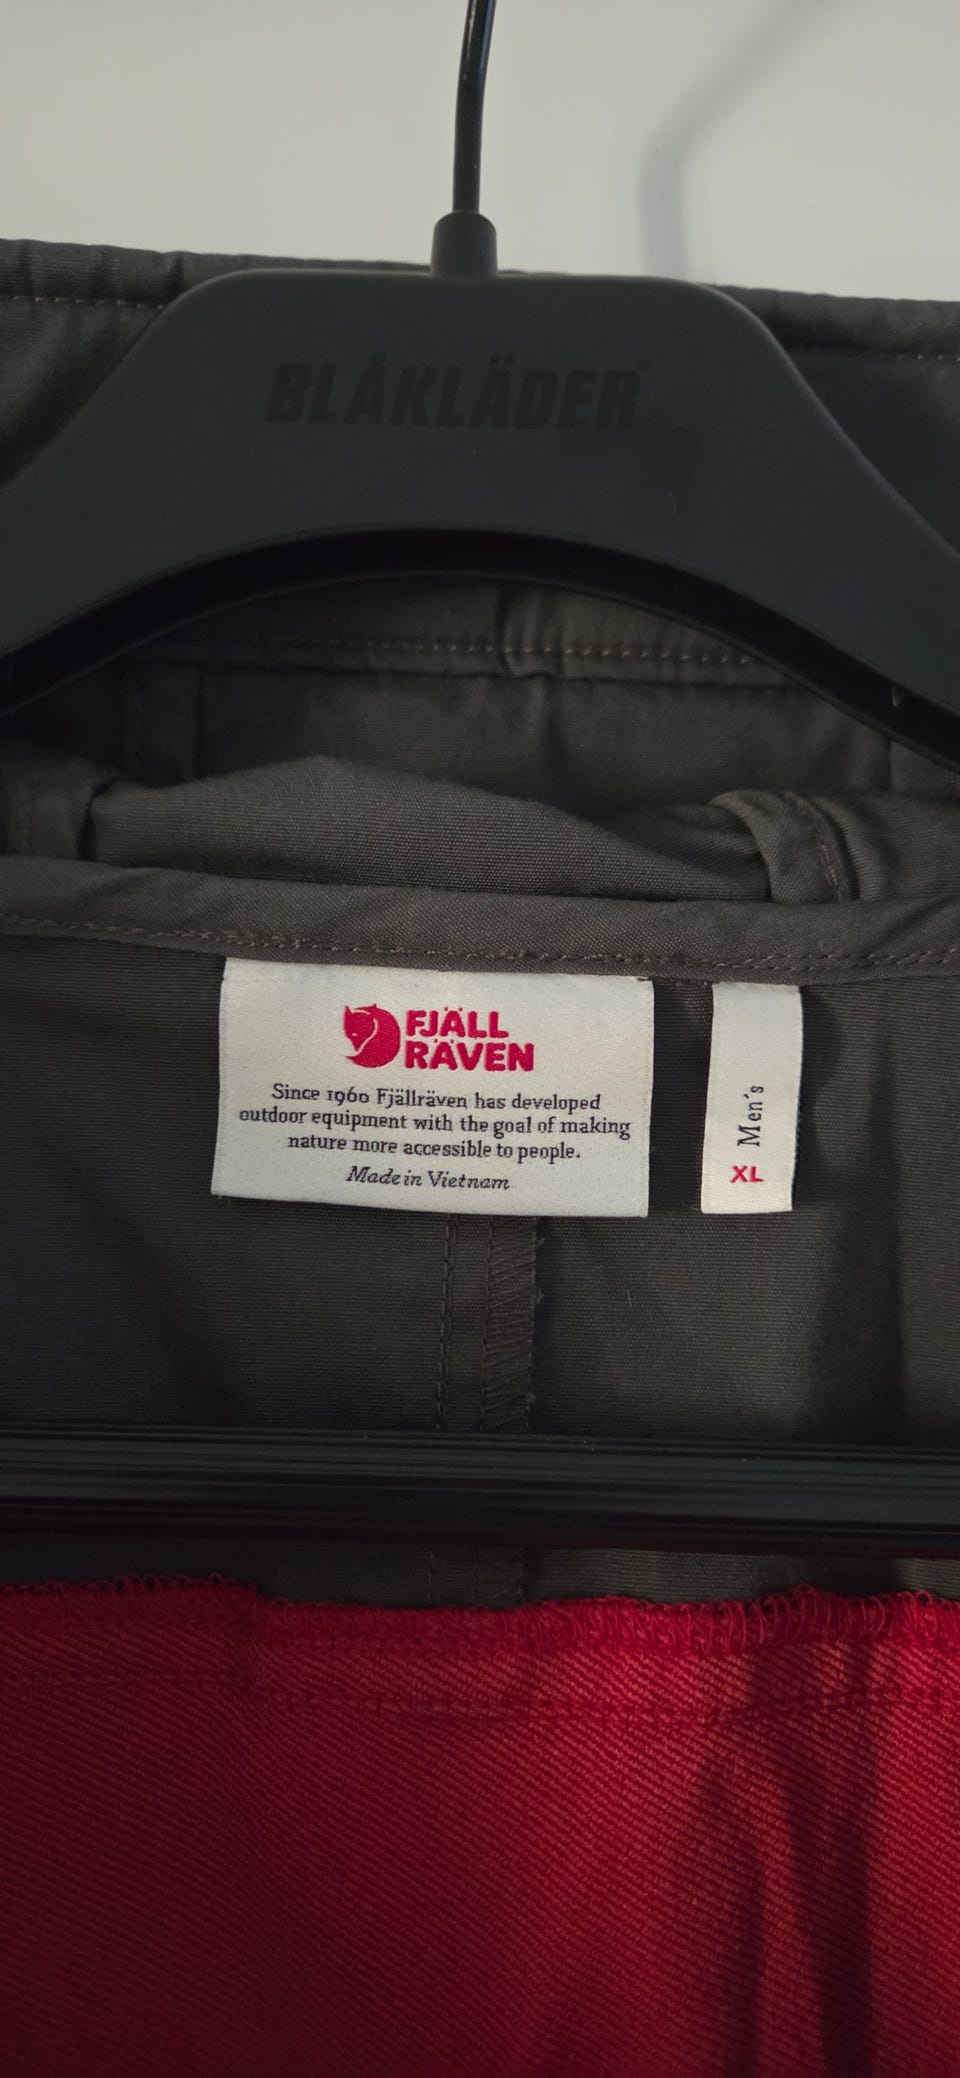 BLÅKLÄDER
FJÄLL
RÄVEN
Since 1960 Fjällräven has developed
outdoor equipment with the goal of making
nature more accessible to people.
Made in Vietnam
Men's
XL